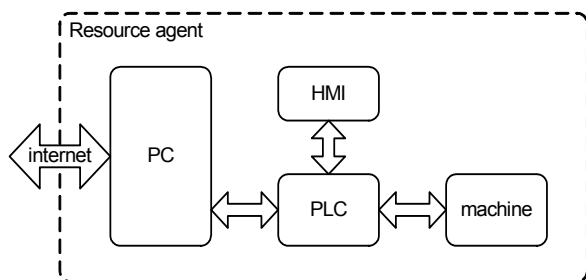 Resource agent
HMI
internet
PC
PLC
machine